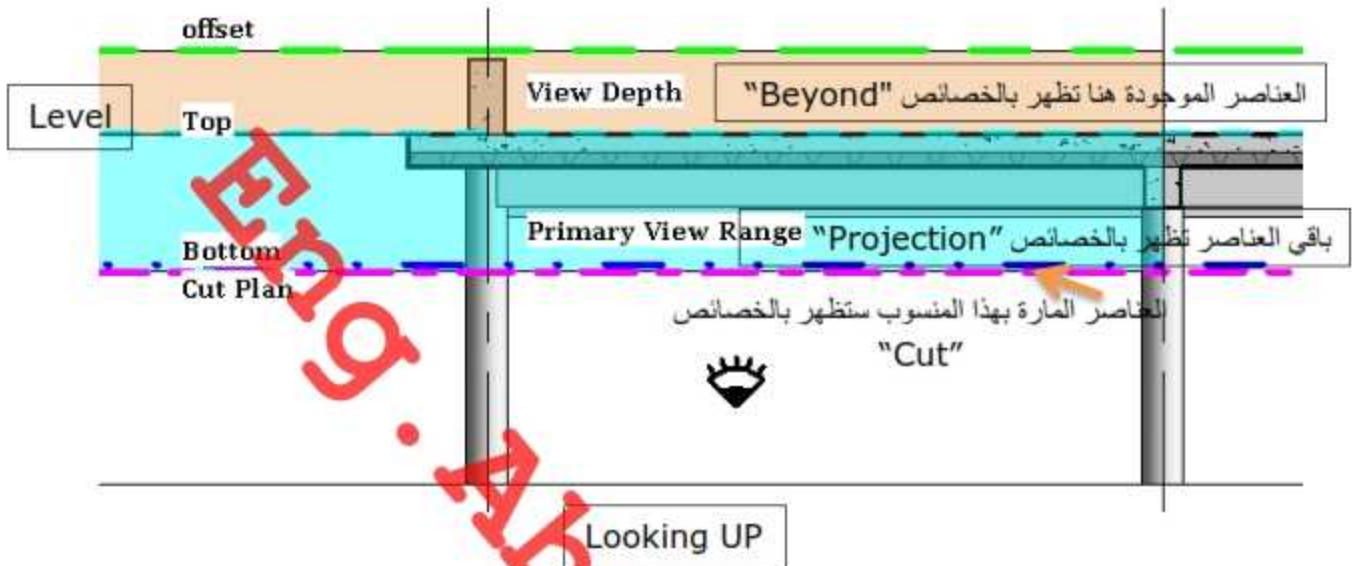 offset
View Depth
العناصر الموجودة هنا تظهر بالخصائص "Beyond"
Level
Top
Primary View Range
باقي العناصر تظهر بالخصائص "Projection"
Bottom
Cut Plan
العناصر المارة بهذا المنسوب ستظهر بالخصائص
"Cut"
Eng. A
Looking UP